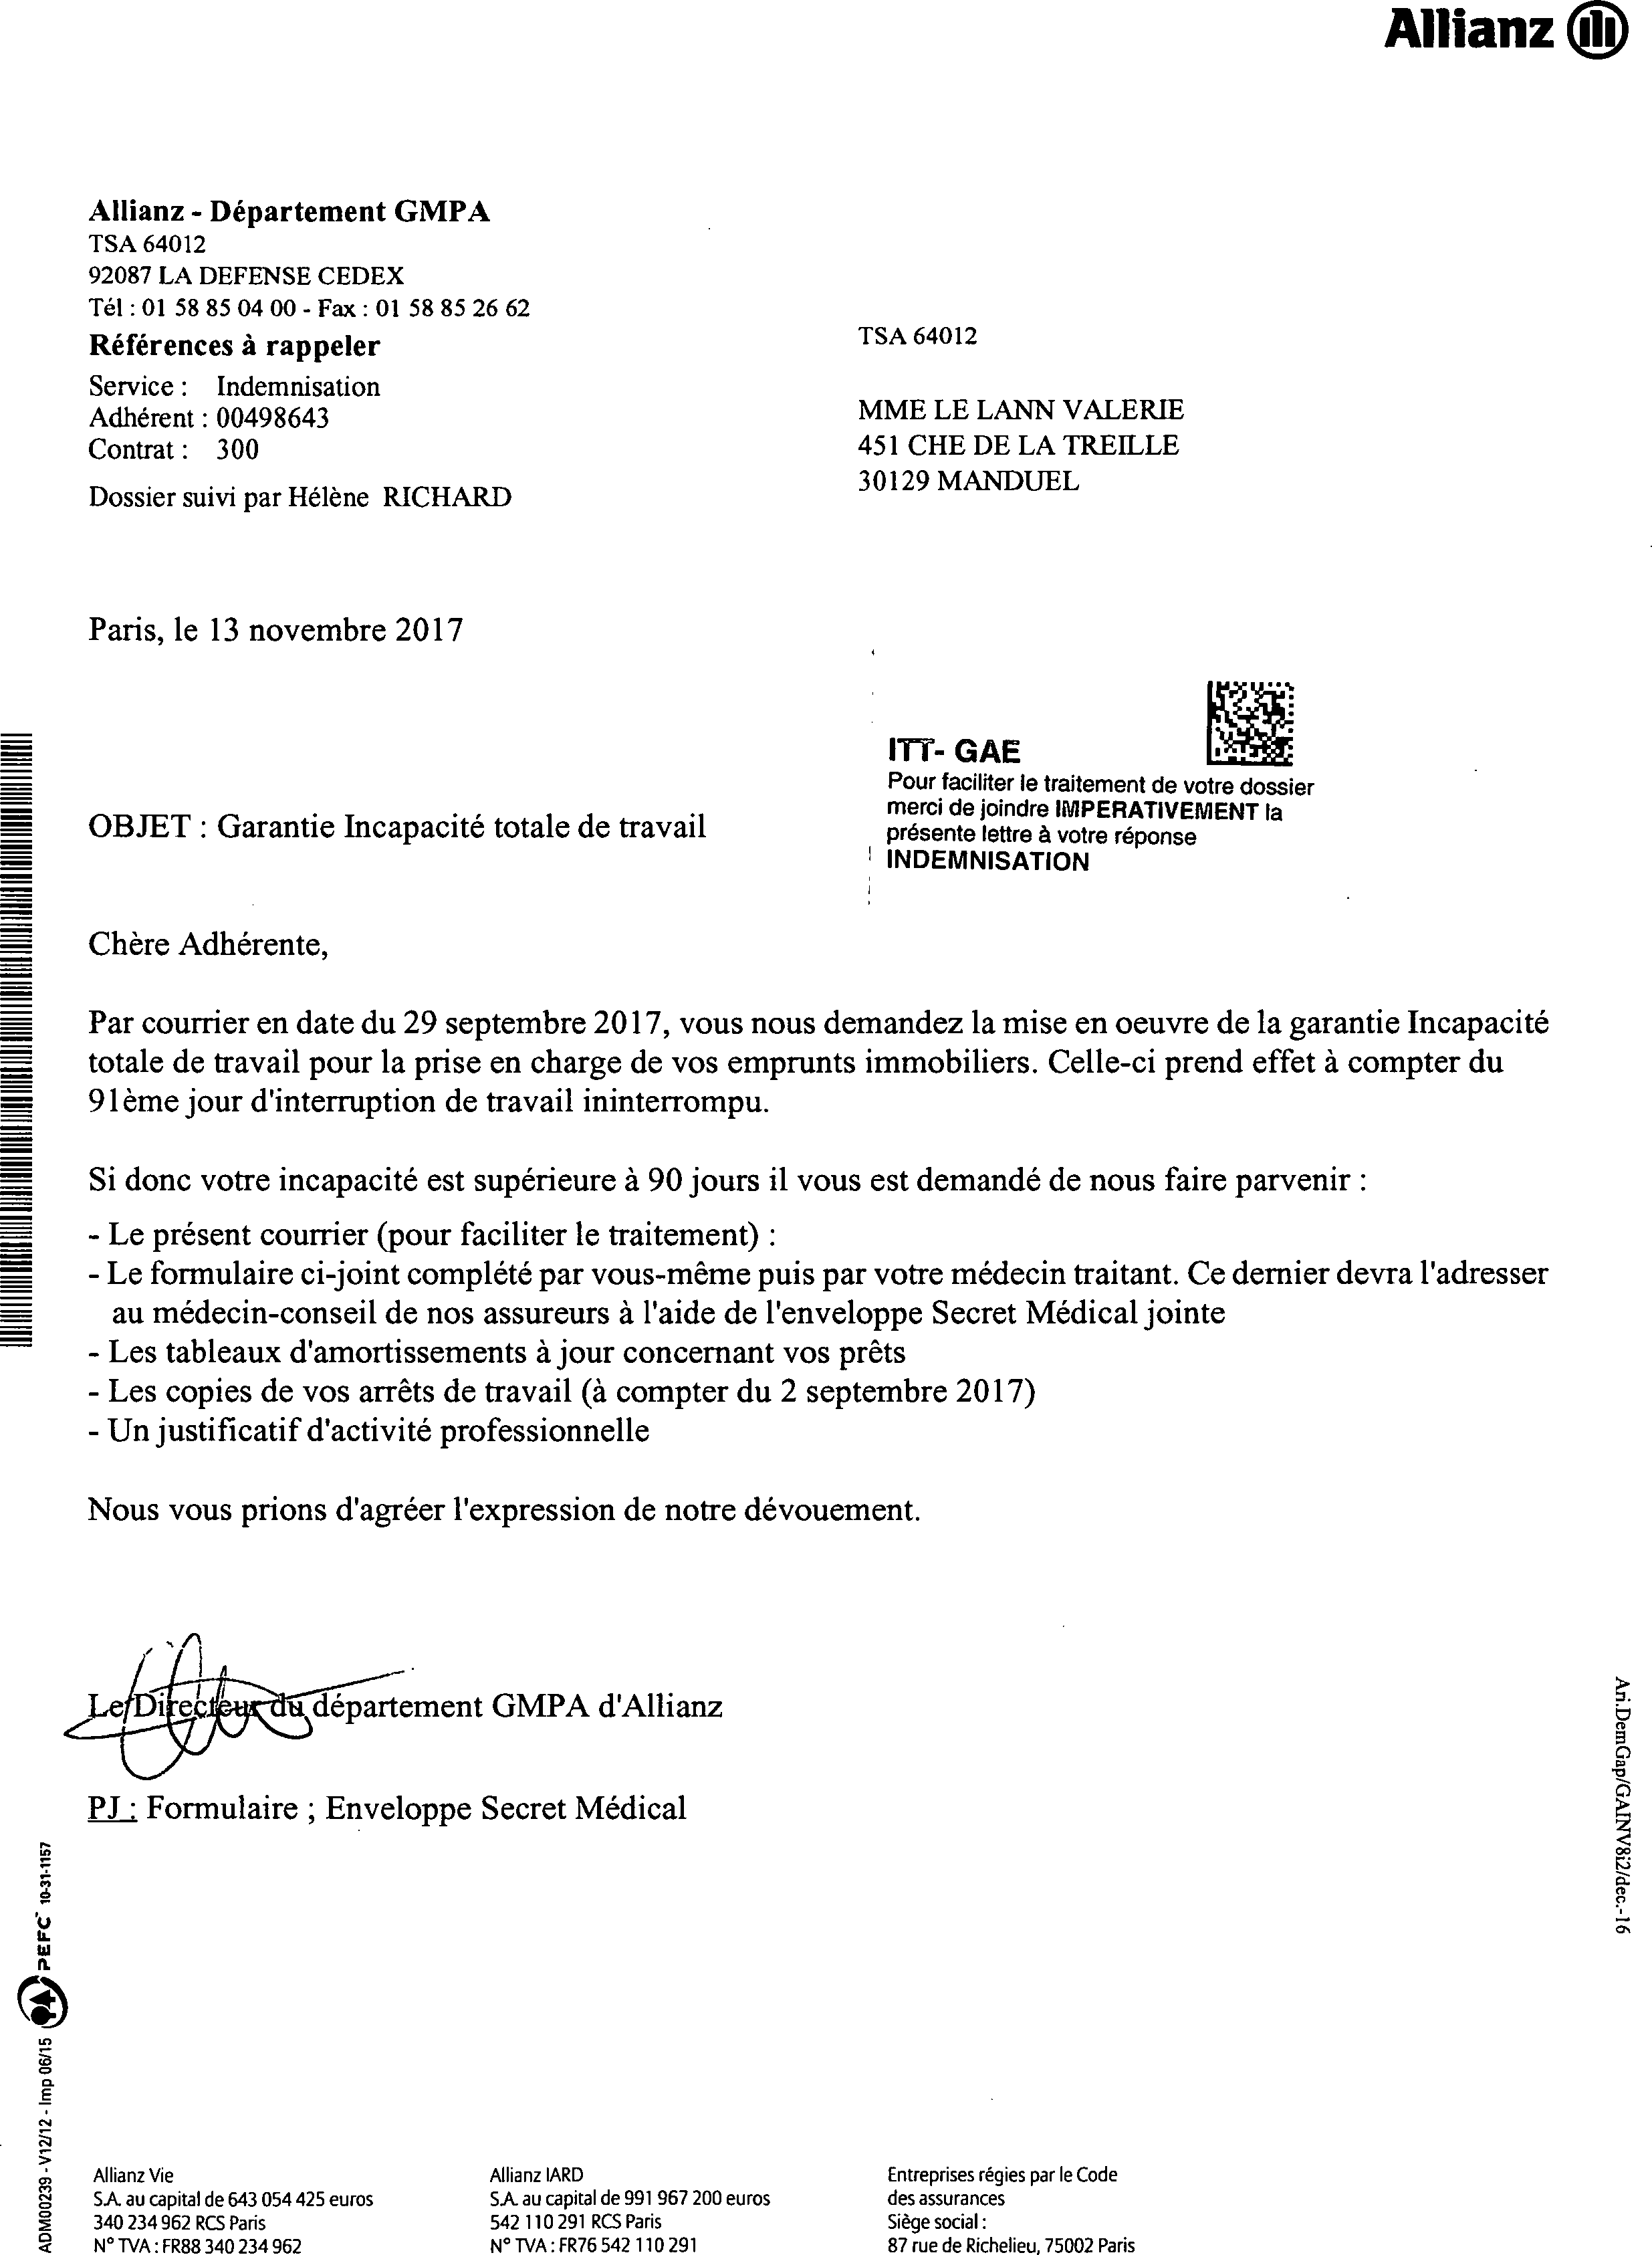 Allianz
Allianz - Département GMPA
TSA 64012
92087 LA DEFENSE CEDEX
Tél : 01 58 85 04 00 - Fax : 01 58 85 26 62
Références à rappeler
Service : Indemnisation
Adhérent : 00498643
Contrat : 300
Dossier suivi par Hélène RICHARD
TSA 64012
MME LE LANN VALERIE
451 CHE DE LA TREILLE
30129 MANDUEL
Paris, le 13 novembre 2017
ITT- GAE
Pour faciliter le traitement de votre dossier
merci de joindre IMPERATIVEMENT la
présente lettre à votre réponse
INDEMNISATION
OBJET : Garantie Incapacité totale de travail
Chère Adhérente,
Par courrier en date du 29 septembre 2017, vous nous demandez la mise en oeuvre de la garantie Incapacité
totale de travail pour la prise en charge de vos emprunts immobiliers. Celle-ci prend effet à compter du
91ème jour d'interruption de travail ininterrompu.
Si donc votre incapacité est supérieure à 90 jours il vous est demandé de nous faire parvenir :
- Le présent courrier (pour faciliter le traitement) :
- Le formulaire ci-joint complété par vous-même puis par votre médecin traitant. Ce dernier devra l'adresser
au médecin-conseil de nos assureurs à l'aide de l'enveloppe Secret Médical jointe
- Les tableaux d'amortissements à jour concernant vos prêts
- Les copies de vos arrêts de travail (à compter du 2 septembre 2017)
- Un justificatif d'activité professionnelle
Nous vous prions d'agréer l'expression de notre dévouement.
Le Directeur du département GMPA d'Allianz
PJ : Formulaire ; Enveloppe Secret Médical
Ari.DemGap/GAINV8i2/dec.-16
ADM00239 - V12/12 - Imp 06/15 PEFC 10-31-1157
Allianz Vie
S.A. au capital de 643 054 425 euros
340 234 962 RCS Paris
N° TVA : FR88 340 234 962
Allianz IARD
S.A. au capital de 991 967 200 euros
542 110 291 RCS Paris
N° TVA : FR76 542 110 291
Entreprises régies par le Code
des assurances
Siège social :
87 rue de Richelieu, 75002 Paris